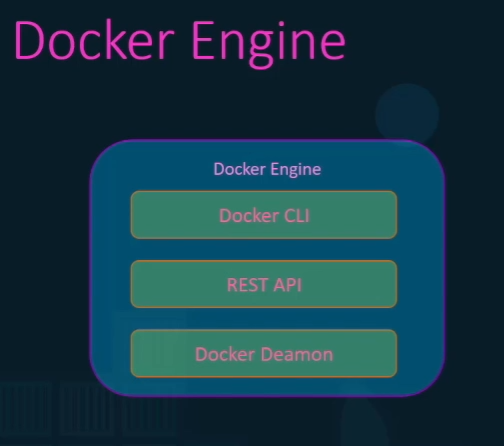 Docker Engine
Docker Engine
Docker CLI
REST API
Docker Deamon